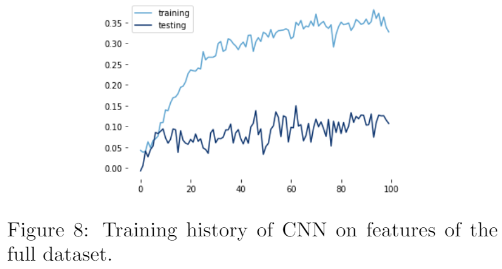 training
testing
0.35
0.30
0.25
0.20
0.15
0.10
0.05
0.00
0 20 40 60 80 100
Figure 8: Training history of CNN on features of the
full dataset.